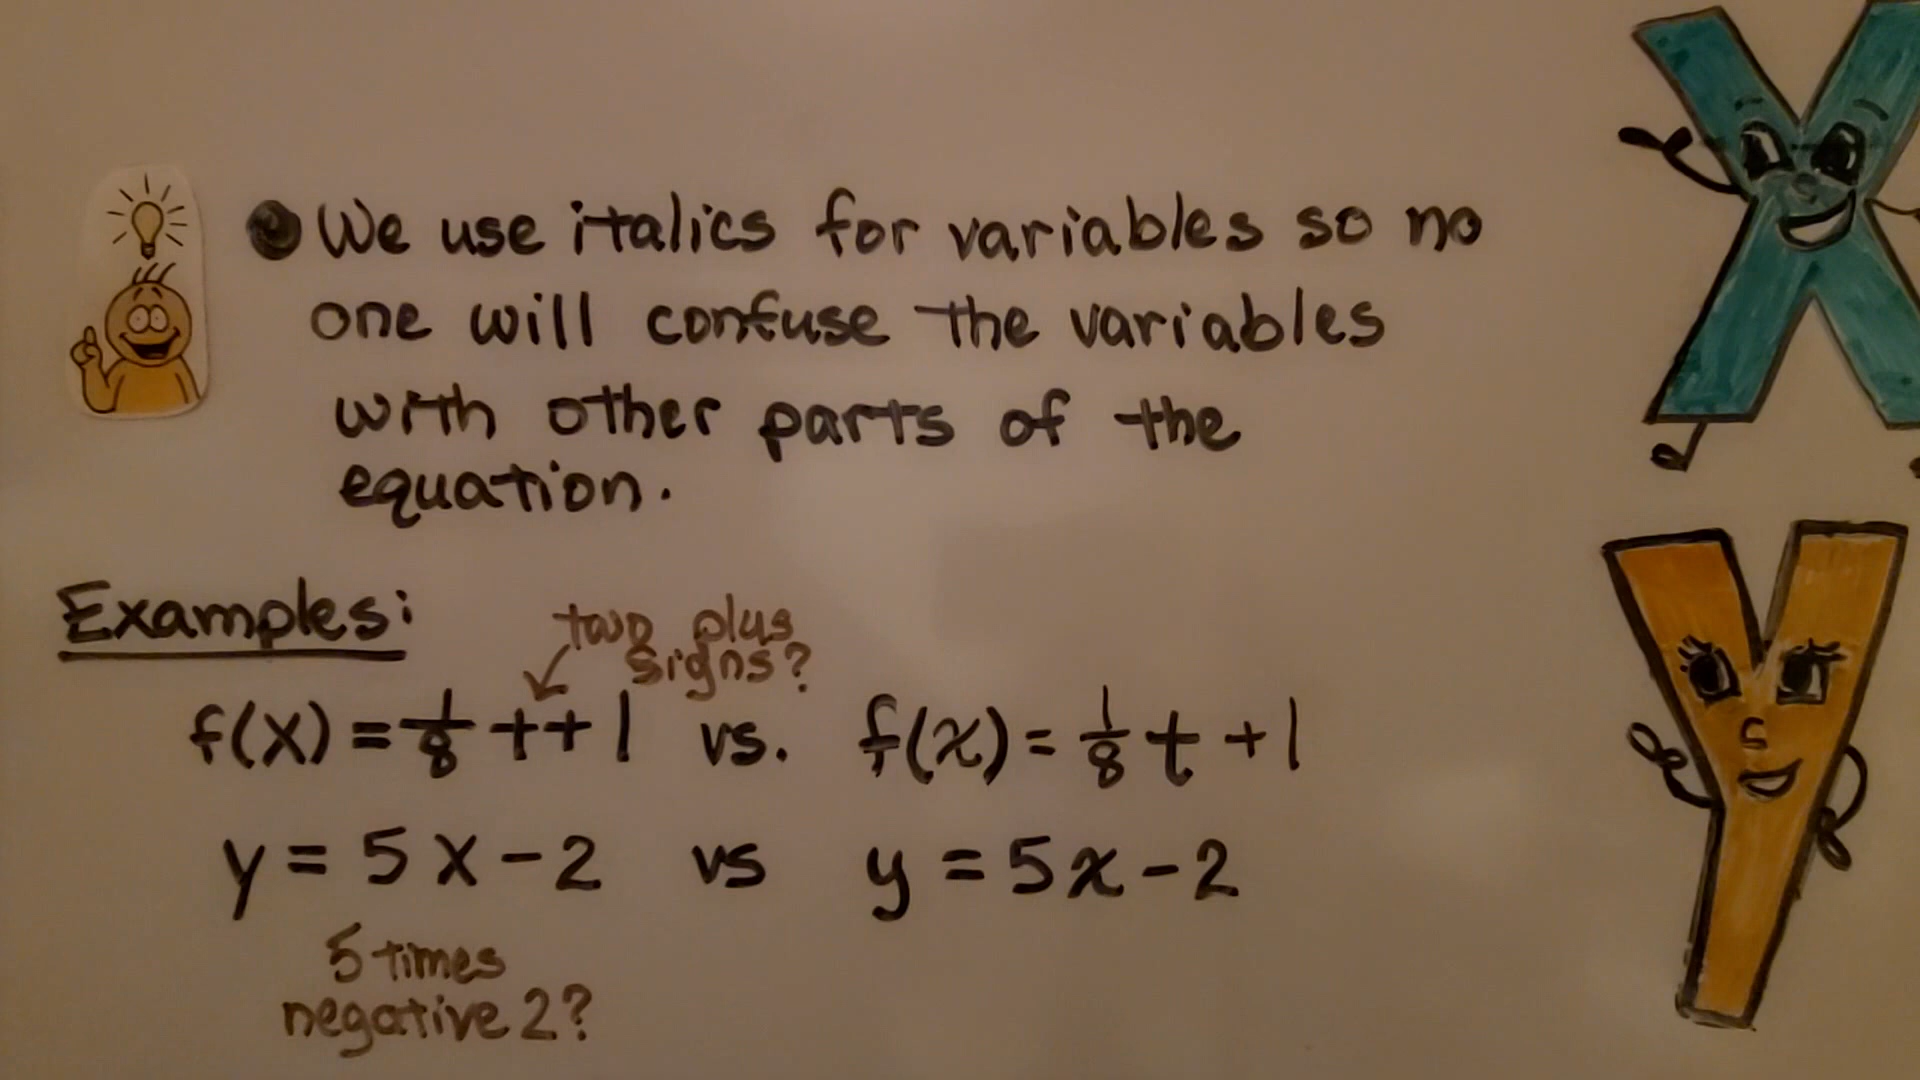 We use italics for variables so no
one will confuse the variables
with other parts of the
equation.
Examples:
two plus
signs?
f(x) = 1/8 t+1 vs. f(x) = 1/8 t + 1
y = 5x - 2 vs y = 5x - 2
5 times
negative 2?